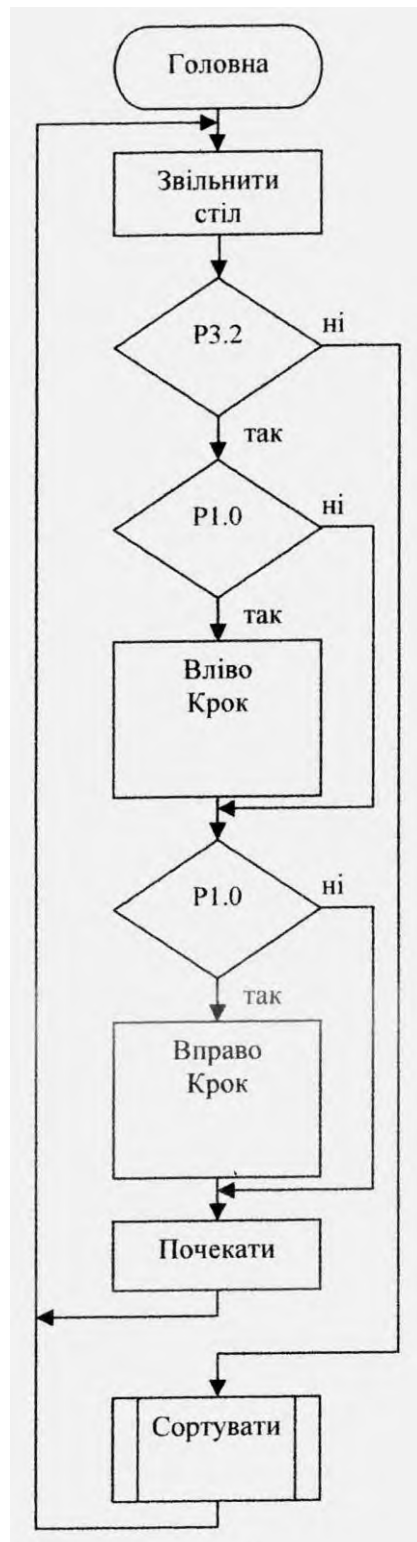 Головна
Звільнити
стіл
P3.2
ні
так
P1.0
ні
так
Вліво
Крок
P1.0
ні
так
Вправо
Крок
Почекати
Сортувати